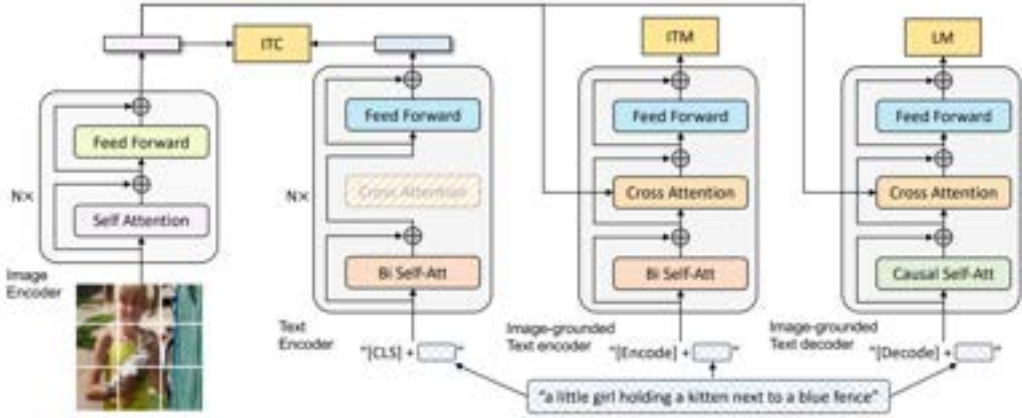 ITC
ITM
LM
Feed Forward
Self Attention
N×
Image
Encoder
Feed Forward
Cross Attention
Bi Self-Att
N×
Text
Encoder
"[CLS] + "
Feed Forward
Cross Attention
Bi Self-Att
Image-grounded
Text encoder
"[Encode] + "
Feed Forward
Cross Attention
Causal Self-Att
Image-grounded
Text decoder
"[Decode] + "
"a little girl holding a kitten next to a blue fence"